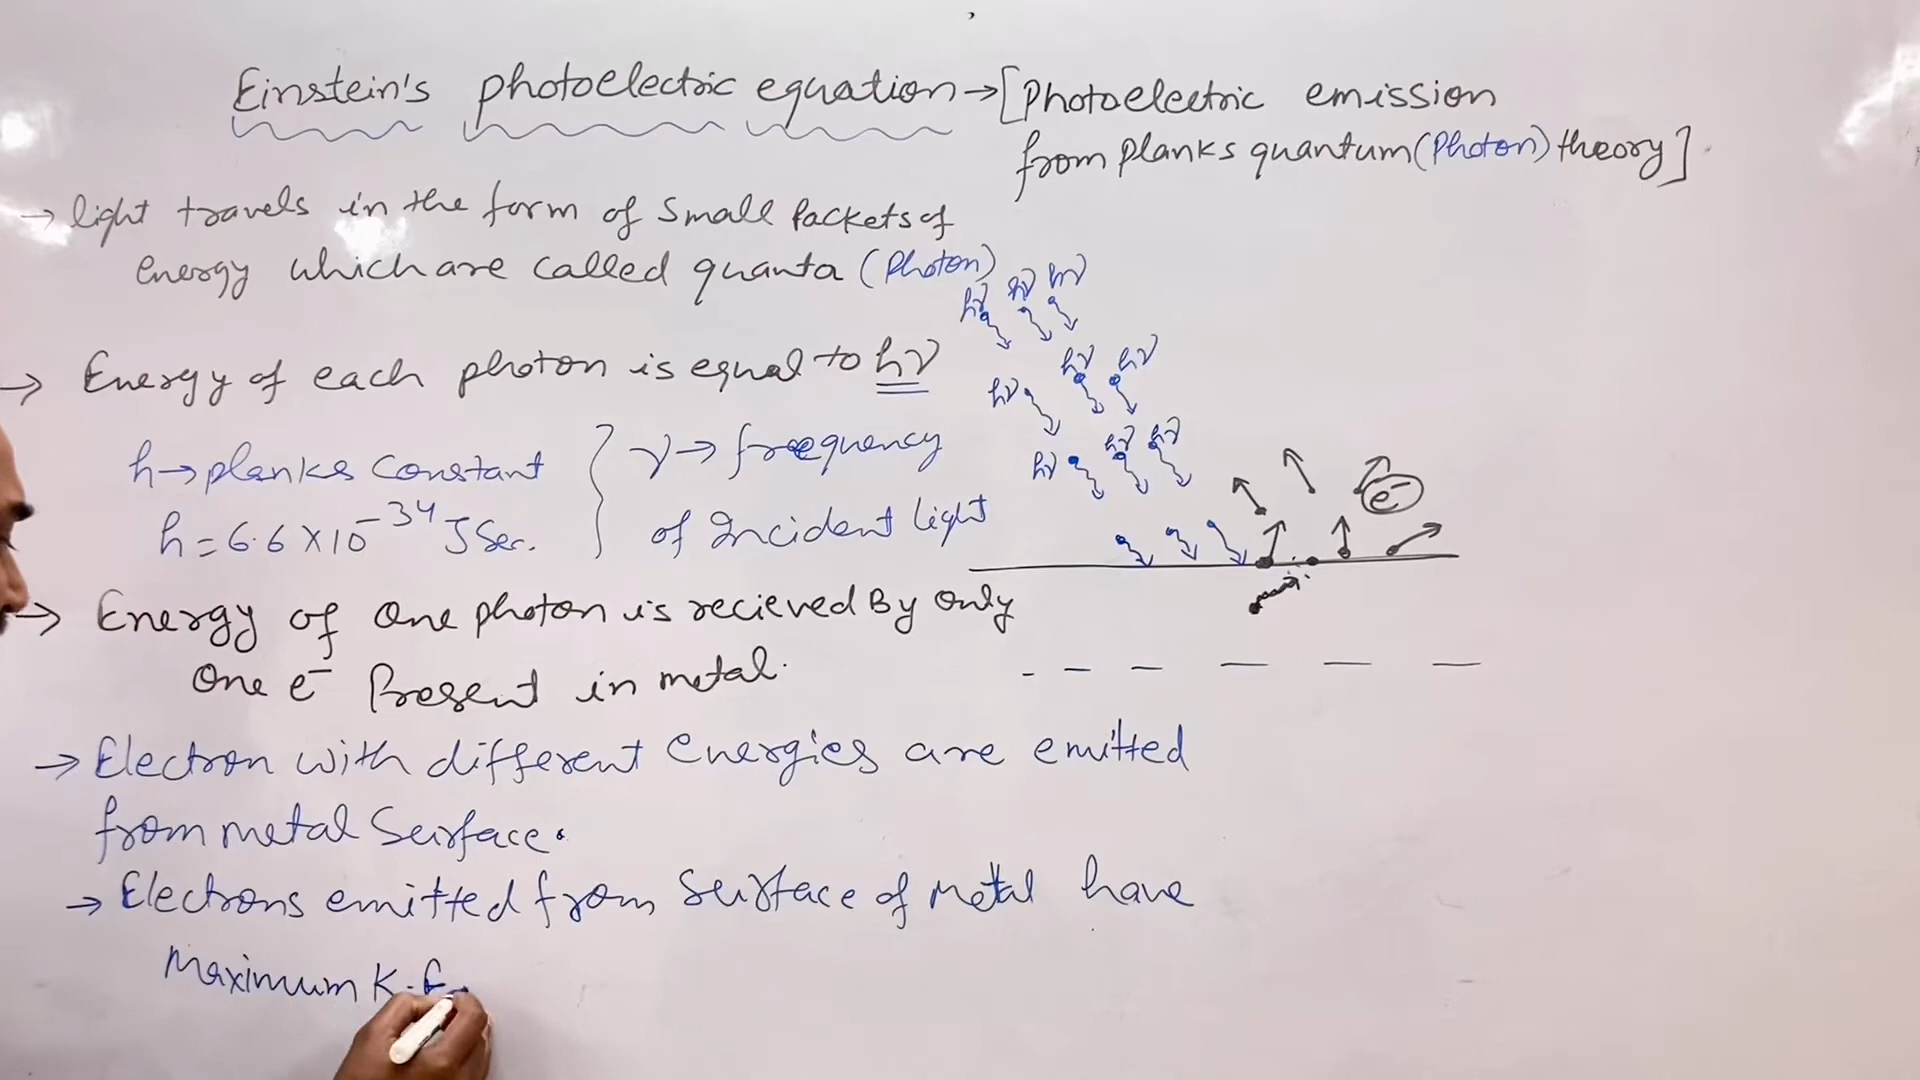 Einstein's photoelectric equation → [Photoelectric emission
from planks quantum (Photon) theory]
→ light travels in the form of small Packets of
energy which are called quanta (Photon)
hν hν hν
→ Energy of each photon is equal to hν
hν hν
hν
h → planks Constant } ν → frequency
hν hν hν
e⁻
h = 6.6 × 10⁻³⁴ J Sec. of Incident light
→ Energy of One photon is recieved By only
One e⁻ Present in metal.
→ Electron with different energies are emitted
from metal Surface.
→ Electrons emitted from Surface of Metal have
Maximum K.E